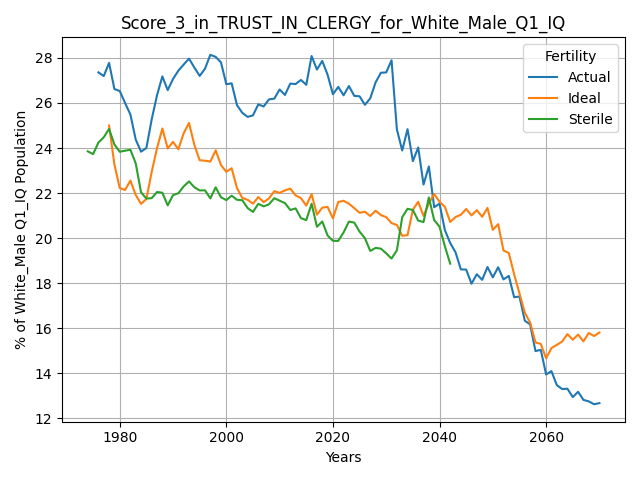 Score_3_in_TRUST_IN_CLERGY_for_White_Male_Q1_IQ
Fertility
Actual
Ideal
Sterile
% of White_Male Q1_IQ Population
28
26
24
22
20
18
16
14
12
1980
2000
2020
2040
2060
Years